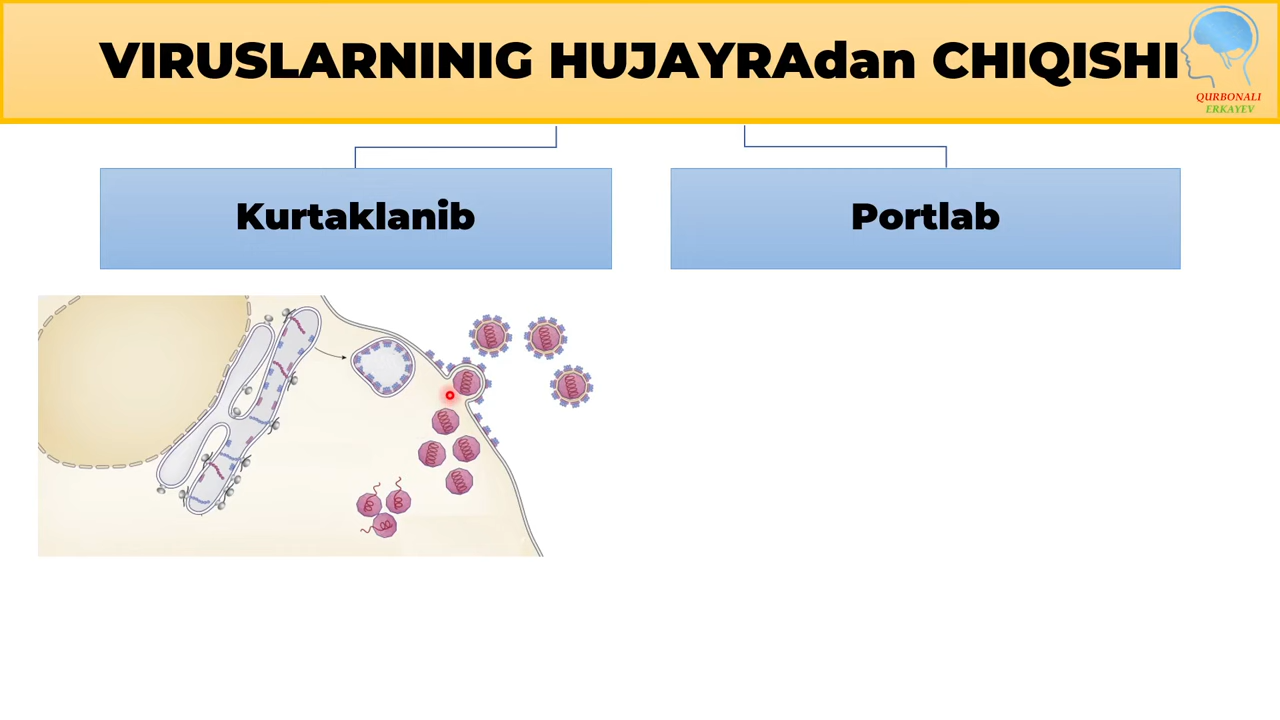 VIRUSLARNINIG HUJAYRAdan CHIQISHI
QURBONALI
ERKAYEV
Kurtaklanib
Portlab